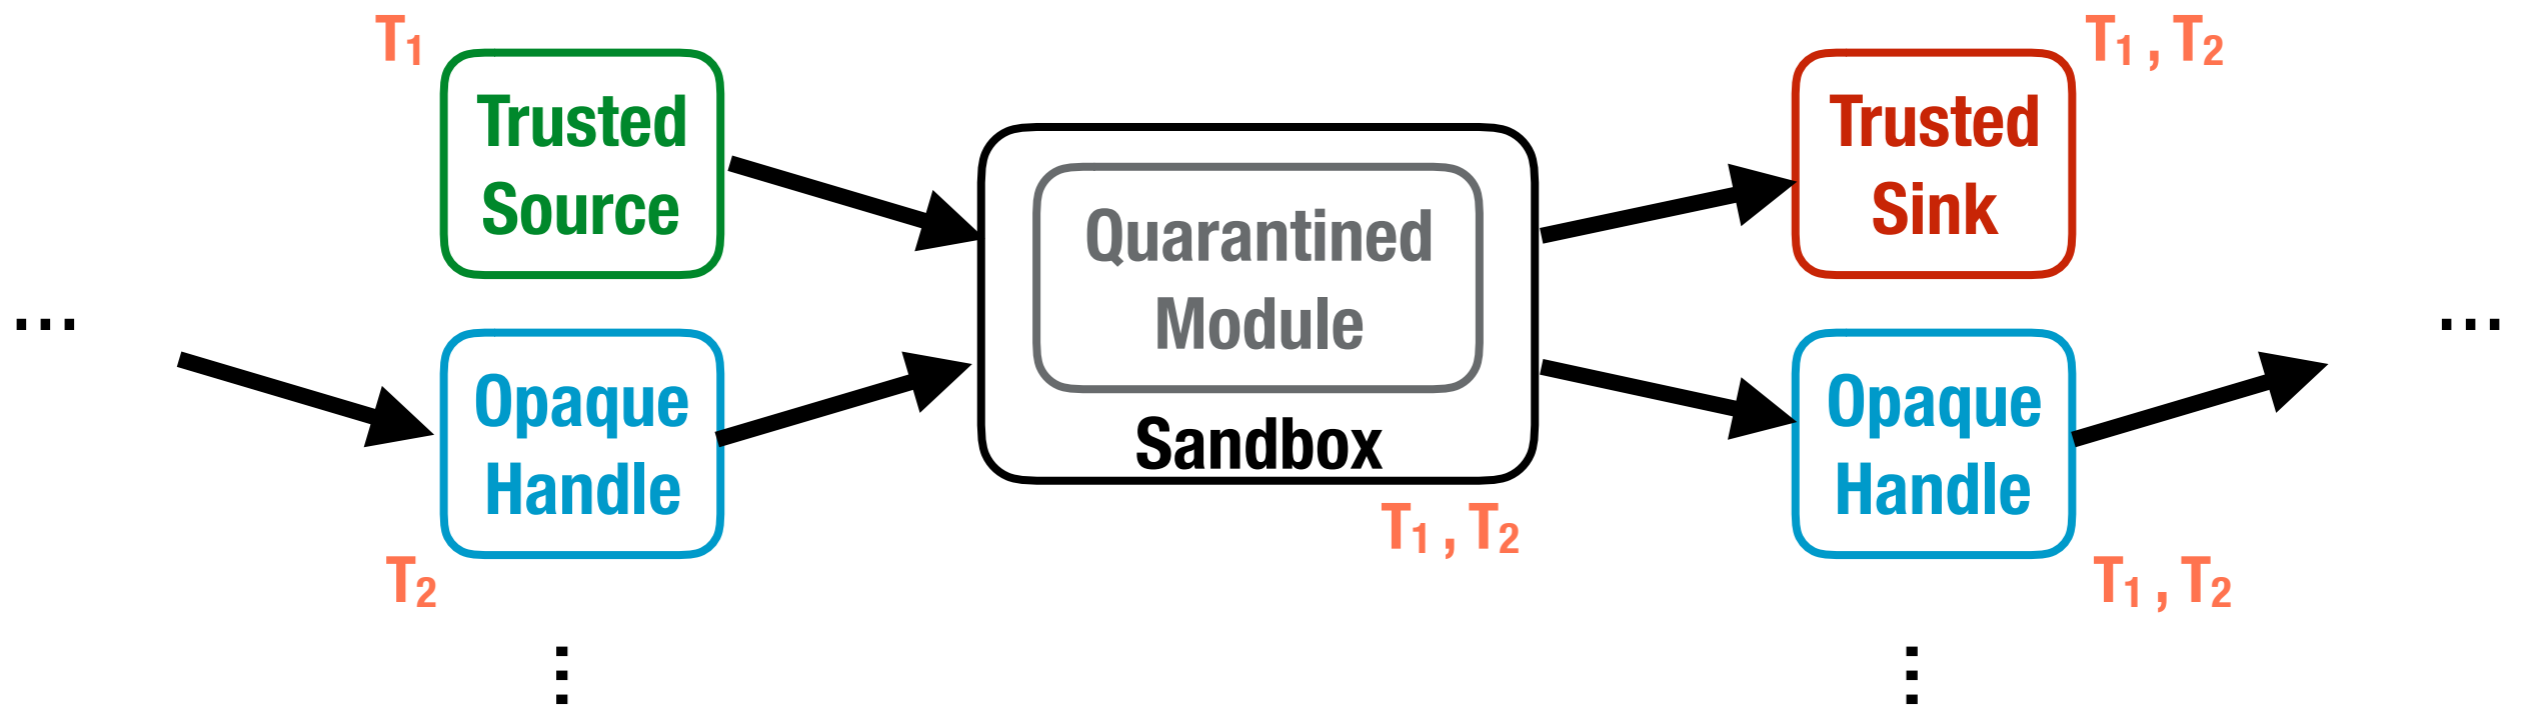 T₁
Trusted
Source
...
Opaque
Handle
T₂
⋮
Quarantined
Module
Sandbox
T₁ , T₂
T₁ , T₂
Trusted
Sink
Opaque
Handle
T₁ , T₂
...
⋮